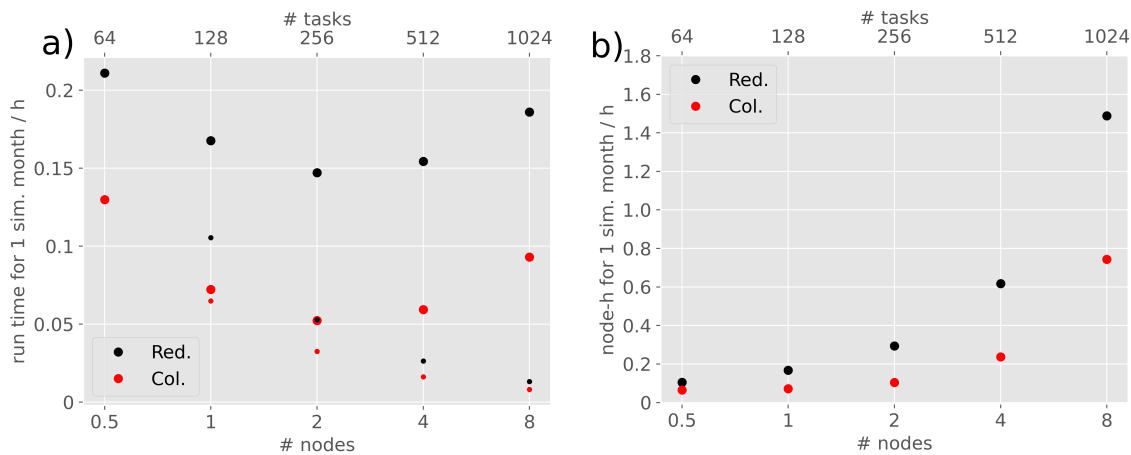 a)
# tasks
64 128 256 512 1024
run time for 1 sim. month / h
0.2
0.15
0.1
0.05
0
Red.
Col.
0.5 1 2 4 8
# nodes
b)
# tasks
64 128 256 512 1024
node-h for 1 sim. month / h
1.8
1.6
1.4
1.2
1.0
0.8
0.6
0.4
0.2
0.0
Red.
Col.
0.5 1 2 4 8
# nodes